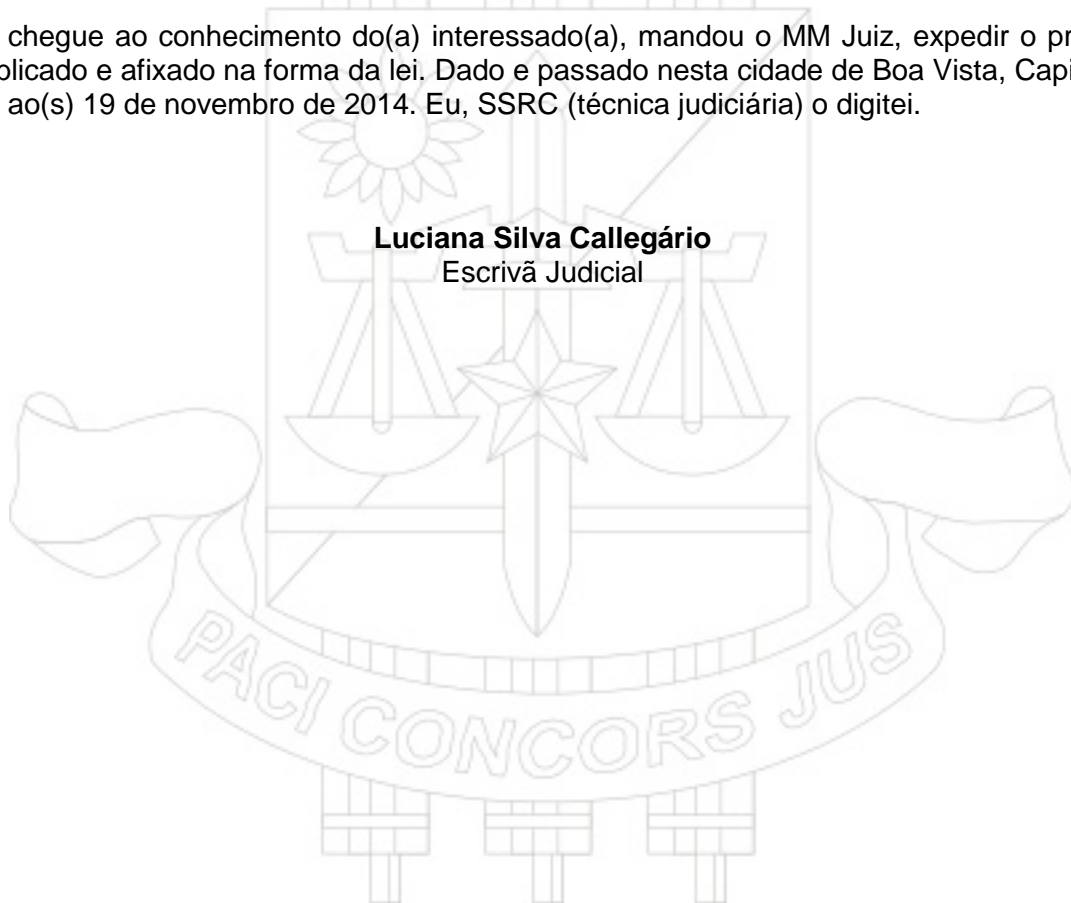 chegue ao conhecimento do(a) interessado(a), mandou o MM Juiz, expedir o pr
blicado e afixado na forma da lei. Dado e passado nesta cidade de Boa Vista, Capi
ao(s) 19 de novembro de 2014. Eu, SSRC (técnica judiciária) o digitei.
Luciana Silva Callegário
Escrivã Judicial
PACI CONCORS JUS